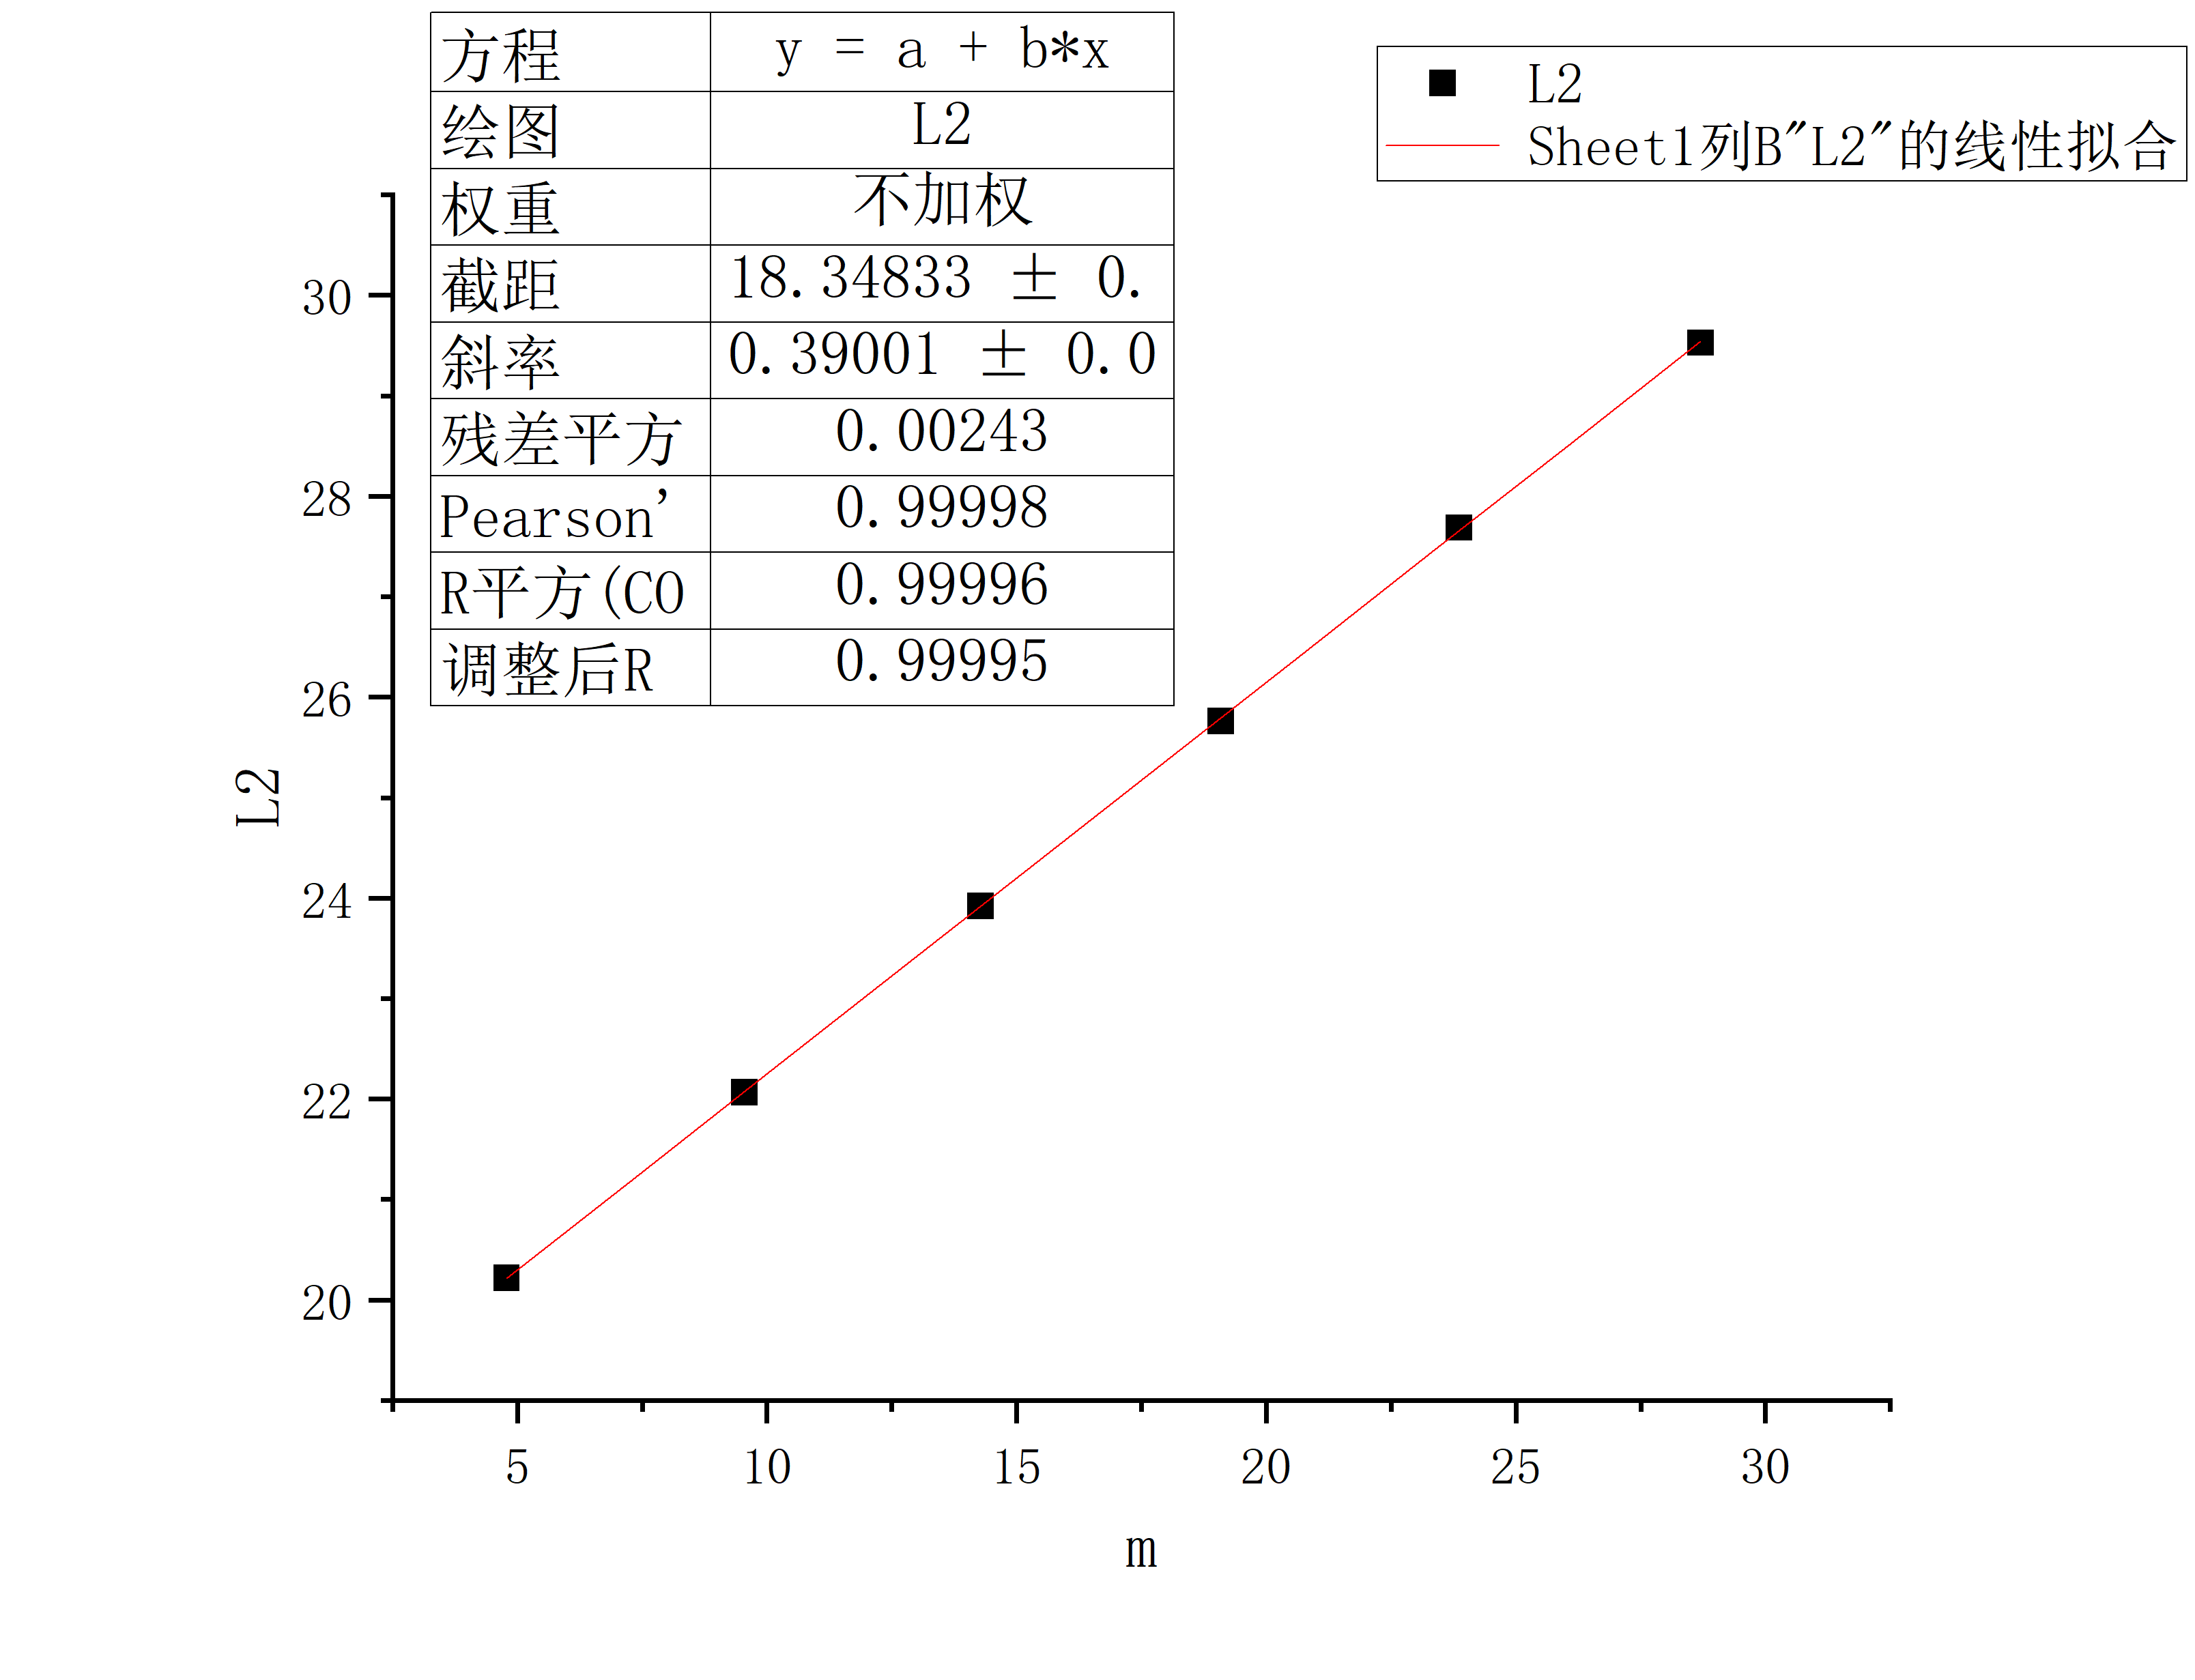 方程 y = a + b*x
绘图 L2
权重 不加权
截距 18.34833 ± 0.
斜率 0.39001 ± 0.0
残差平方 0.00243
Pearson' 0.99998
R平方(CO 0.99996
调整后R 0.99995
L2
Sheet1列B"L2"的线性拟合
30
28
26
24
22
20
L2
5 10 15 20 25 30
m